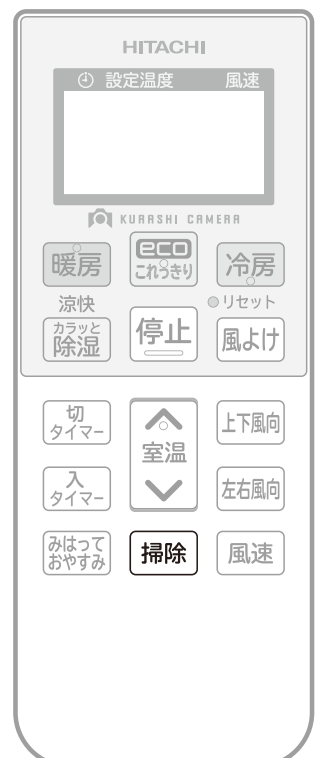 HITACHI
設定温度 風速
KURASHI CAMERA
暖房
eco
これっきり
冷房
涼快
カラッと
除湿
停止
リセット
風よけ
切
タイマー
室温
上下風向
入
タイマー
左右風向
みはって
おやすみ
掃除
風速